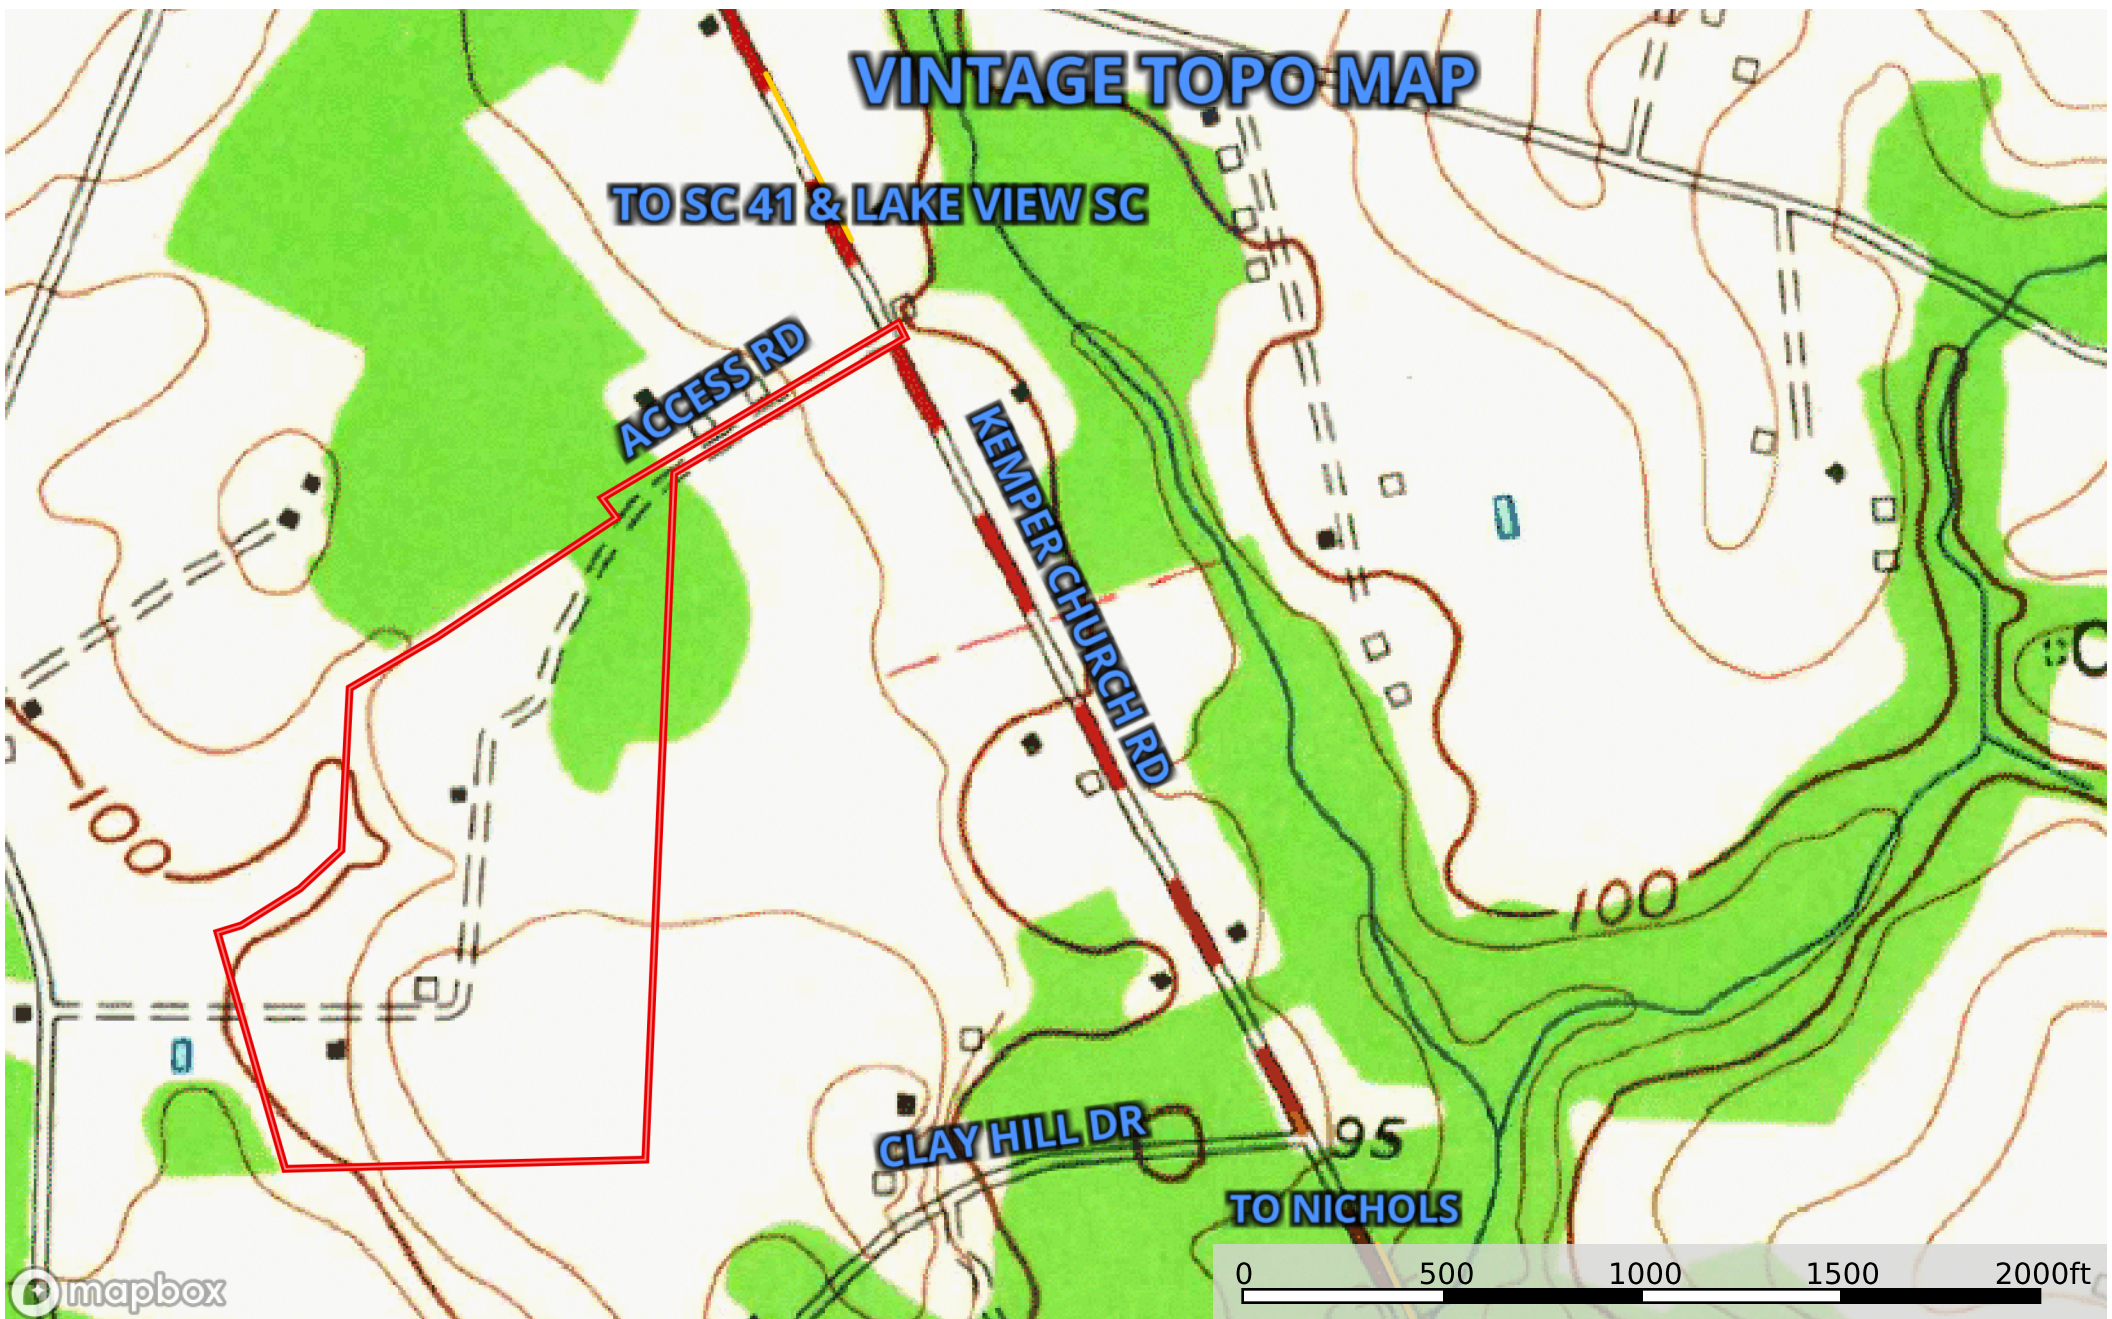 VINTAGE TOPO MAP
TO SC 41 & LAKE VIEW SC
ACCESS RD
KEMPER CHURCH RD
100
C
100
CLAY HILL DR
95
TO NICHOLS
0 500 1000 1500 2000ft
mapbox